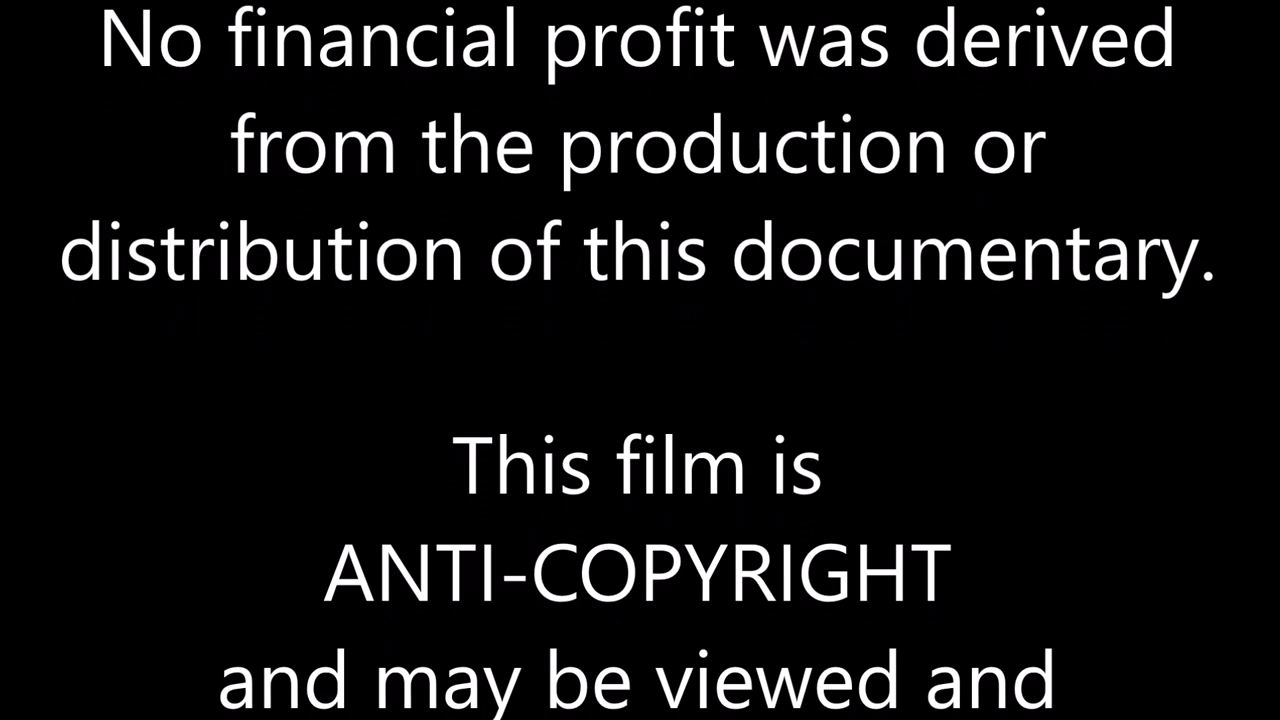 No financial profit was derived
from the production or
distribution of this documentary.
This film is
ANTI-COPYRIGHT
and may be viewed and